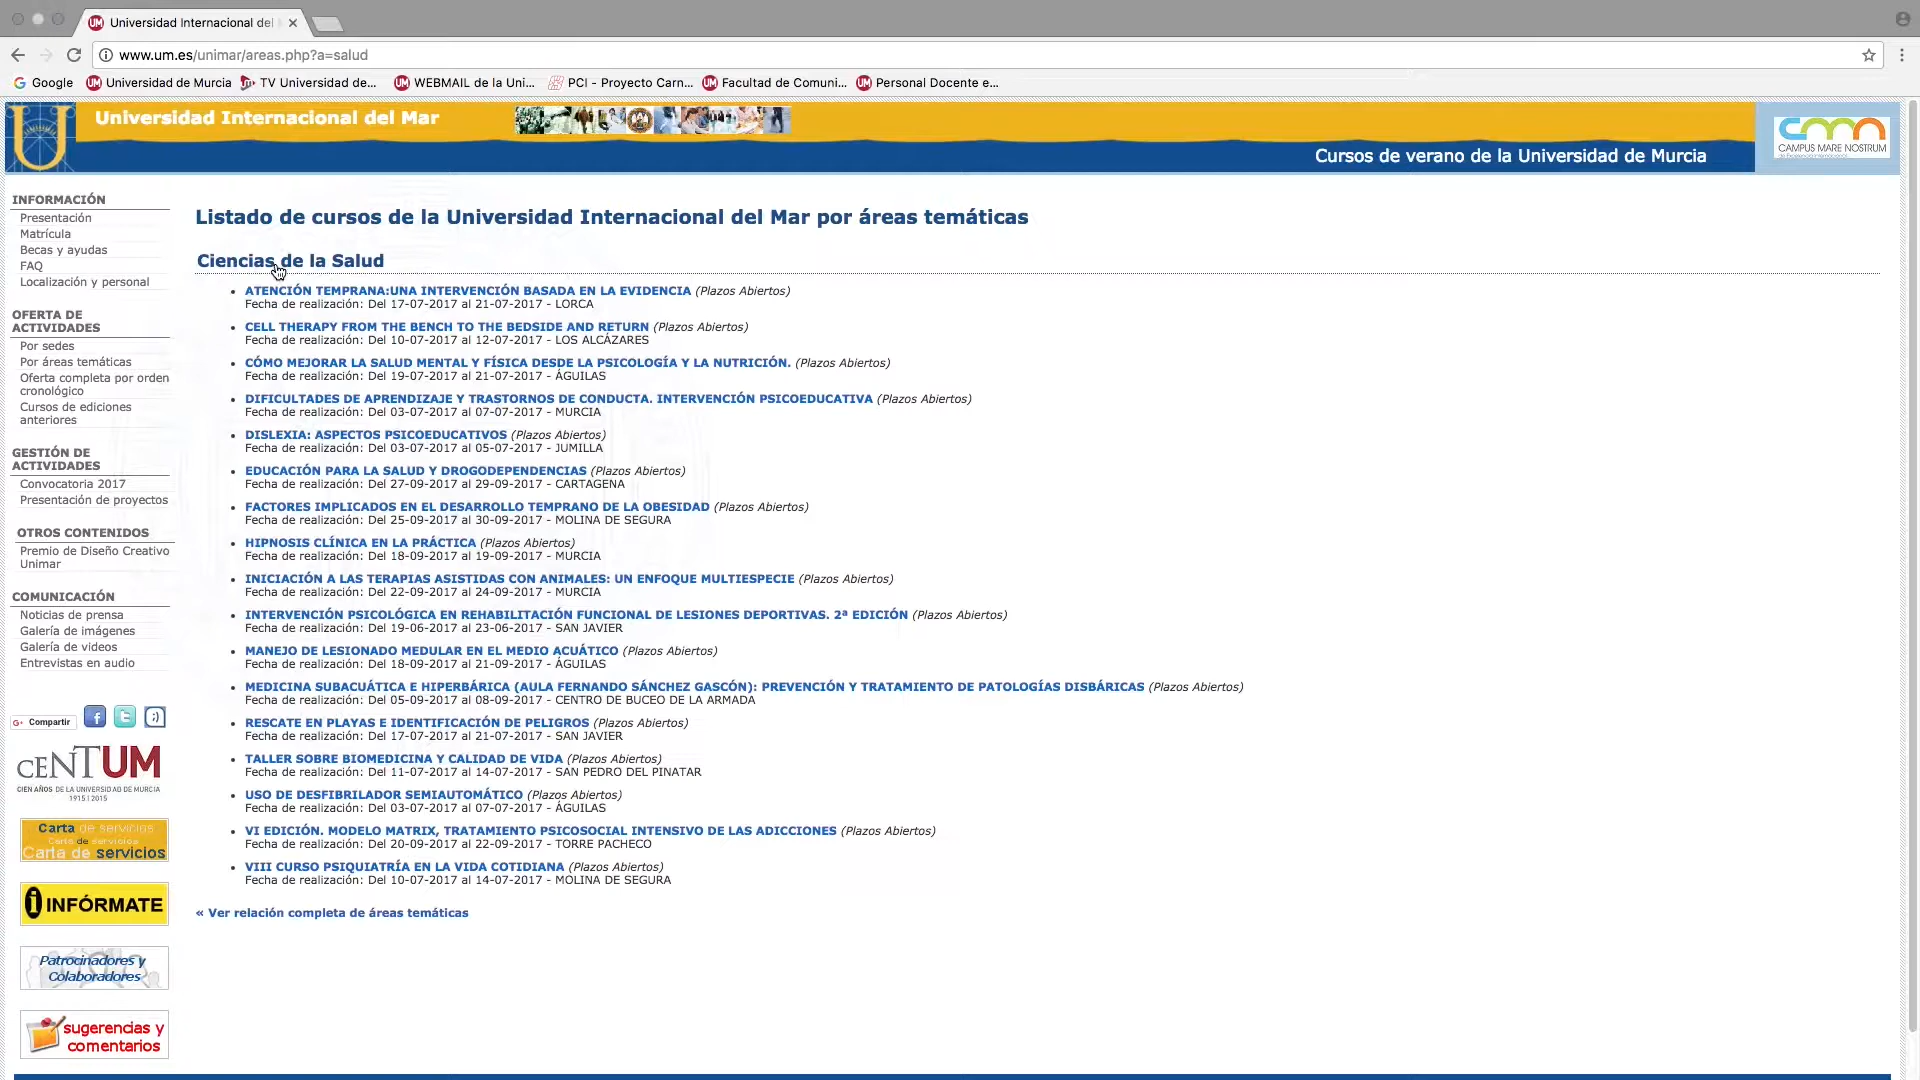 Universidad Internacional del
www.um.es/unimar/areas.php?a=salud
Google Universidad de Murcia TV Universidad de... WEBMAIL de la Uni... PCI - Proyecto Carn... Facultad de Comuni... Personal Docente e...
Universidad Internacional del Mar
Cursos de verano de la Universidad de Murcia
CAMPUS MARE NOSTRUM
INFORMACIÓN
Presentación
Matrícula
Becas y ayudas
FAQ
Localización y personal
OFERTA DE
ACTIVIDADES
Por sedes
Por áreas temáticas
Oferta completa por orden
cronológico
Cursos de ediciones
anteriores
GESTIÓN DE
ACTIVIDADES
Convocatoria 2017
Presentación de proyectos
OTROS CONTENIDOS
Premio de Diseño Creativo
Unimar
COMUNICACIÓN
Noticias de prensa
Galería de imágenes
Galería de videos
Entrevistas en audio
G+ Compartir
CENTUM
CIEN AÑOS DE LA UNIVERSIDAD DE MURCIA
1915 | 2015
Carta de servicios
Carta de servicios
Carta de servicios
INFÓRMATE
Patrocinadores y
Colaboradores
sugerencias y
comentarios
Listado de cursos de la Universidad Internacional del Mar por áreas temáticas
Ciencias de la Salud
• ATENCIÓN TEMPRANA:UNA INTERVENCIÓN BASADA EN LA EVIDENCIA (Plazos Abiertos)
Fecha de realización: Del 17-07-2017 al 21-07-2017 - LORCA
• CELL THERAPY FROM THE BENCH TO THE BEDSIDE AND RETURN (Plazos Abiertos)
Fecha de realización: Del 10-07-2017 al 12-07-2017 - LOS ALCÁZARES
• CÓMO MEJORAR LA SALUD MENTAL Y FÍSICA DESDE LA PSICOLOGÍA Y LA NUTRICIÓN. (Plazos Abiertos)
Fecha de realización: Del 19-07-2017 al 21-07-2017 - ÁGUILAS
• DIFICULTADES DE APRENDIZAJE Y TRASTORNOS DE CONDUCTA. INTERVENCIÓN PSICOEDUCATIVA (Plazos Abiertos)
Fecha de realización: Del 03-07-2017 al 07-07-2017 - MURCIA
• DISLEXIA: ASPECTOS PSICOEDUCATIVOS (Plazos Abiertos)
Fecha de realización: Del 03-07-2017 al 05-07-2017 - JUMILLA
• EDUCACIÓN PARA LA SALUD Y DROGODEPENDENCIAS (Plazos Abiertos)
Fecha de realización: Del 27-09-2017 al 29-09-2017 - CARTAGENA
• FACTORES IMPLICADOS EN EL DESARROLLO TEMPRANO DE LA OBESIDAD (Plazos Abiertos)
Fecha de realización: Del 25-09-2017 al 30-09-2017 - MOLINA DE SEGURA
• HIPNOSIS CLÍNICA EN LA PRÁCTICA (Plazos Abiertos)
Fecha de realización: Del 18-09-2017 al 19-09-2017 - MURCIA
• INICIACIÓN A LAS TERAPIAS ASISTIDAS CON ANIMALES: UN ENFOQUE MULTIESPECIE (Plazos Abiertos)
Fecha de realización: Del 22-09-2017 al 24-09-2017 - MURCIA
• INTERVENCIÓN PSICOLÓGICA EN REHABILITACIÓN FUNCIONAL DE LESIONES DEPORTIVAS. 2ª EDICIÓN (Plazos Abiertos)
Fecha de realización: Del 19-06-2017 al 23-06-2017 - SAN JAVIER
• MANEJO DE LESIONADO MEDULAR EN EL MEDIO ACUÁTICO (Plazos Abiertos)
Fecha de realización: Del 18-09-2017 al 21-09-2017 - ÁGUILAS
• MEDICINA SUBACUÁTICA E HIPERBÁRICA (AULA FERNANDO SÁNCHEZ GASCÓN): PREVENCIÓN Y TRATAMIENTO DE PATOLOGÍAS DISBÁRICAS (Plazos Abiertos)
Fecha de realización: Del 05-09-2017 al 08-09-2017 - CENTRO DE BUCEO DE LA ARMADA
• RESCATE EN PLAYAS E IDENTIFICACIÓN DE PELIGROS (Plazos Abiertos)
Fecha de realización: Del 17-07-2017 al 21-07-2017 - SAN JAVIER
• TALLER SOBRE BIOMEDICINA Y CALIDAD DE VIDA (Plazos Abiertos)
Fecha de realización: Del 11-07-2017 al 14-07-2017 - SAN PEDRO DEL PINATAR
• USO DE DESFIBRILADOR SEMIAUTOMÁTICO (Plazos Abiertos)
Fecha de realización: Del 03-07-2017 al 07-07-2017 - ÁGUILAS
• VI EDICIÓN. MODELO MATRIX, TRATAMIENTO PSICOSOCIAL INTENSIVO DE LAS ADICCIONES (Plazos Abiertos)
Fecha de realización: Del 20-09-2017 al 22-09-2017 - TORRE PACHECO
• VIII CURSO PSIQUIATRÍA EN LA VIDA COTIDIANA (Plazos Abiertos)
Fecha de realización: Del 10-07-2017 al 14-07-2017 - MOLINA DE SEGURA
« Ver relación completa de áreas temáticas